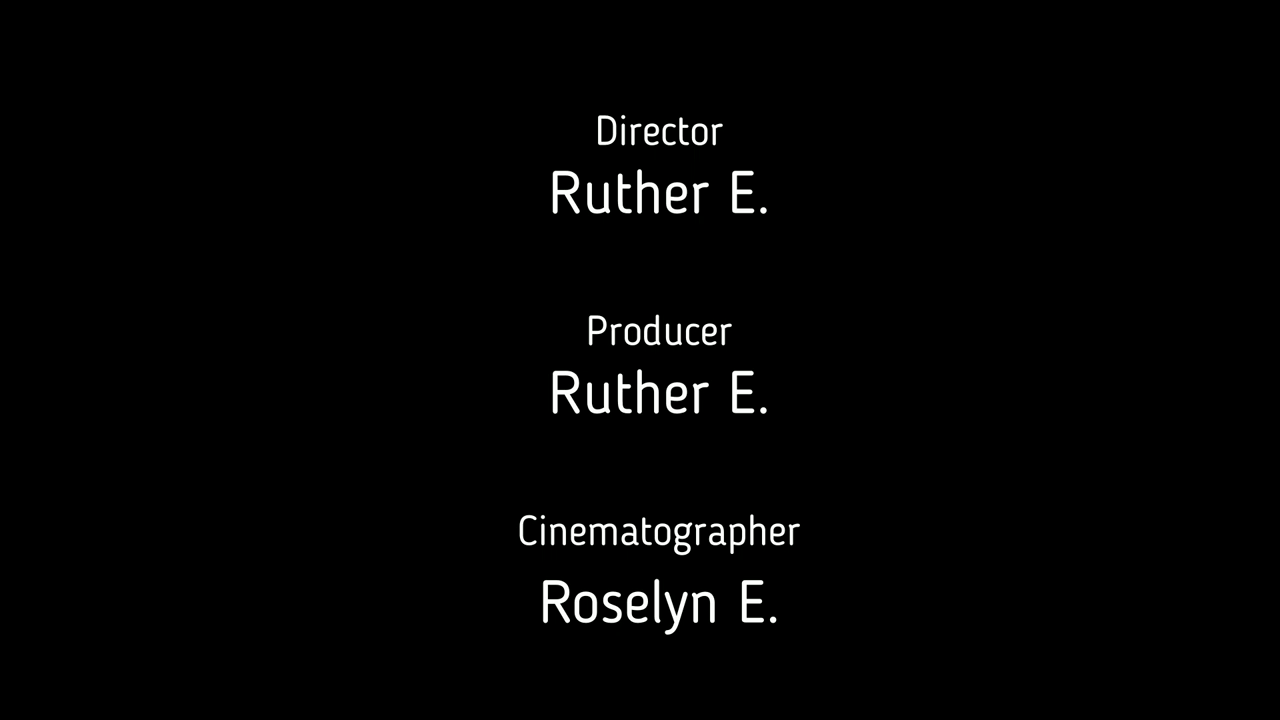 Director
Ruther E.
Producer
Ruther E.
Cinematographer
Roselyn E.